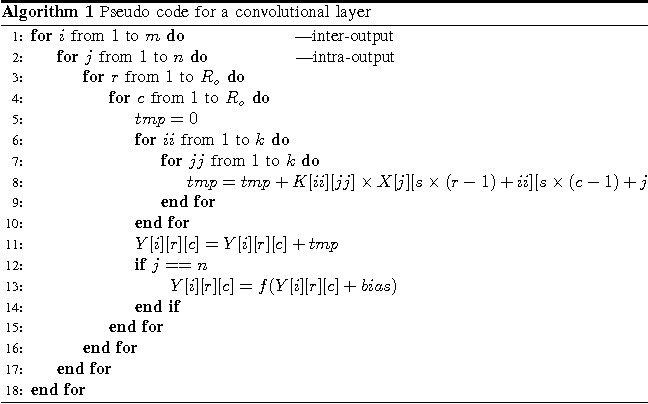 Algorithm 1 Pseudo code for a convolutional layer
1: for i from 1 to m do —inter-output
2: for j from 1 to n do —intra-output
3: for r from 1 to R_o do
4: for c from 1 to R_o do
5: tmp = 0
6: for ii from 1 to k do
7: for jj from 1 to k do
8: tmp = tmp + K[ii][jj] × X[j][s × (r − 1) + ii][s × (c − 1) + j
9: end for
10: end for
11: Y[i][r][c] = Y[i][r][c] + tmp
12: if j == n
13: Y[i][r][c] = f(Y[i][r][c] + bias)
14: end if
15: end for
16: end for
17: end for
18: end for